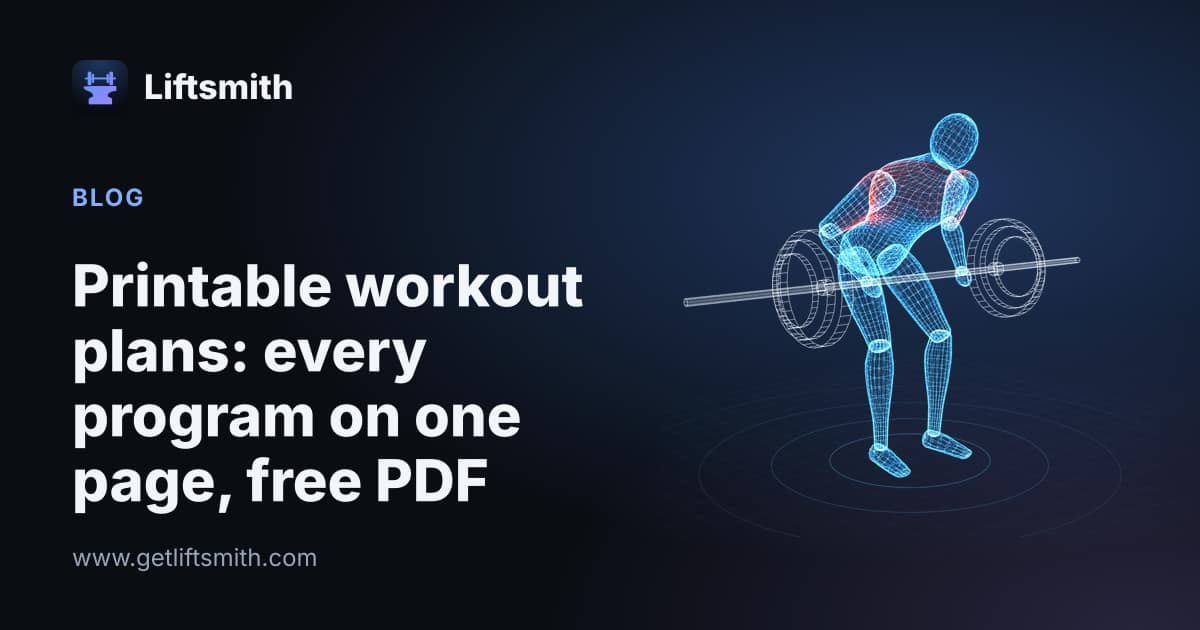 Liftsmith
BLOG
Printable workout
plans: every
program on one
page, free PDF
www.getliftsmith.com